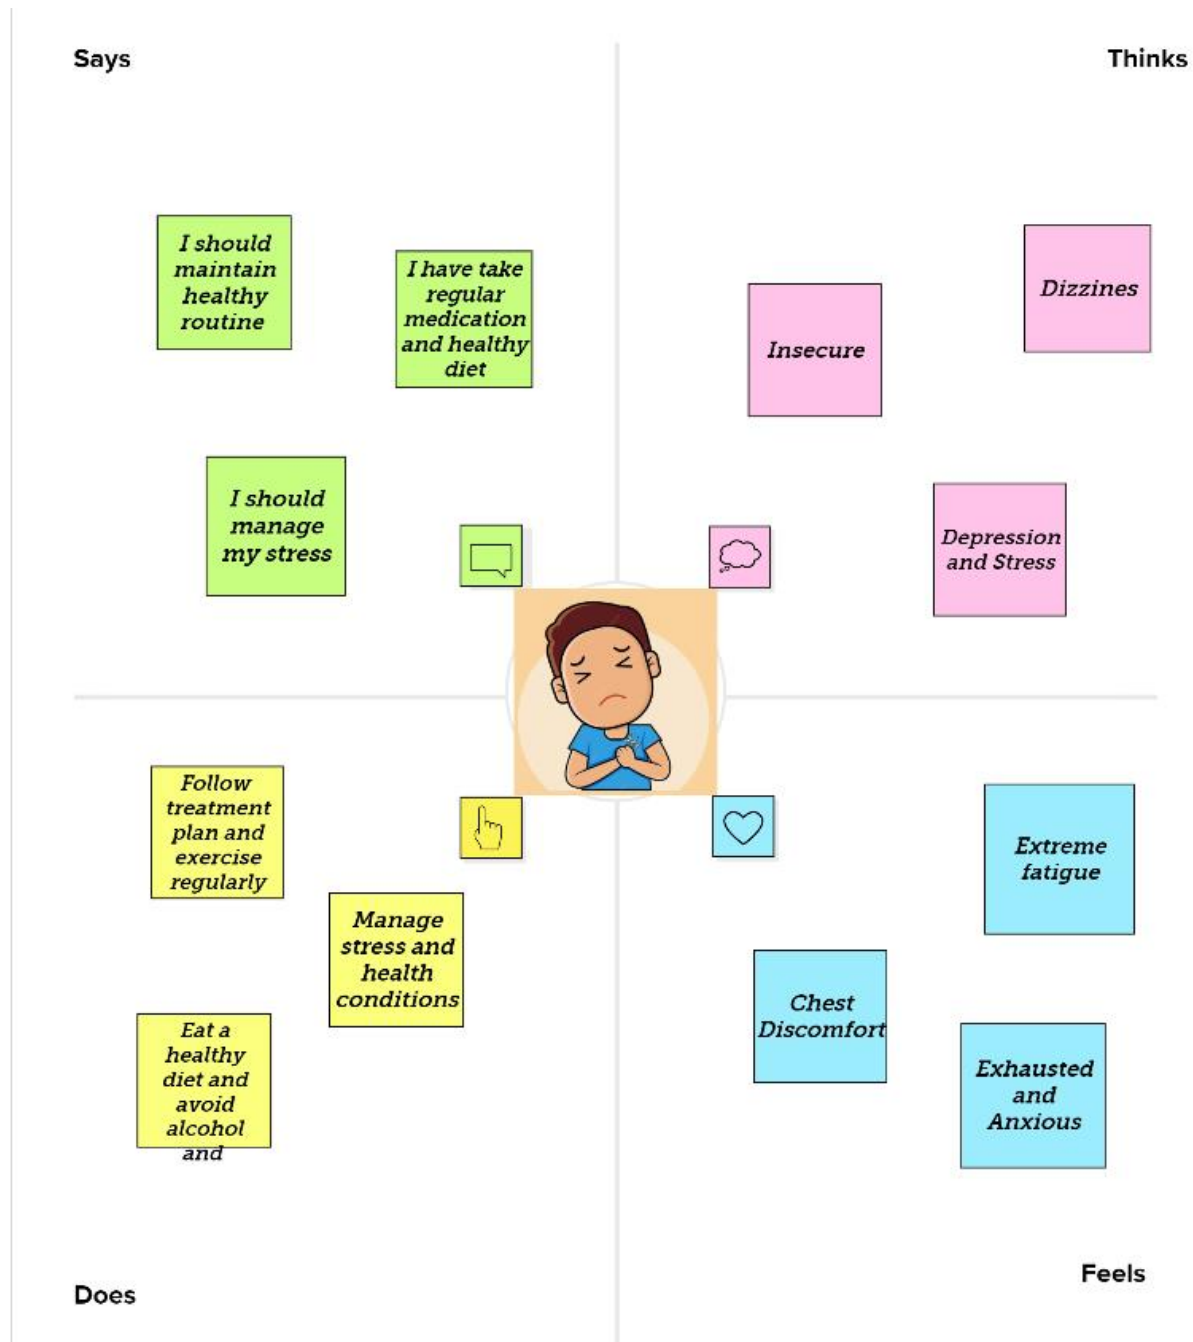 Says
Thinks
I should
maintain
healthy
routine
I have take
regular
medication
and healthy
diet
I should
manage
my stress
Insecure
Dizzines
Depression
and Stress
Follow
treatment
plan and
exercise
regularly
Manage
stress and
health
conditions
Eat a
healthy
diet and
avoid
alcohol
and
Extreme
fatigue
Chest
Discomfort
Exhausted
and
Anxious
Does
Feels